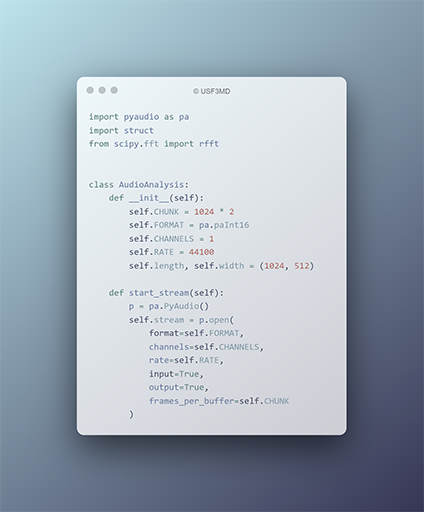 © USF3MD
import pyaudio as pa
import struct
from scipy.fft import rfft
class AudioAnalysis:
def __init__(self):
self.CHUNK = 1024 * 2
self.FORMAT = pa.paInt16
self.CHANNELS = 1
self.RATE = 44100
self.length, self.width = (1024, 512)
def start_stream(self):
p = pa.PyAudio()
self.stream = p.open(
format=self.FORMAT,
channels=self.CHANNELS,
rate=self.RATE,
input=True,
output=True,
frames_per_buffer=self.CHUNK
)